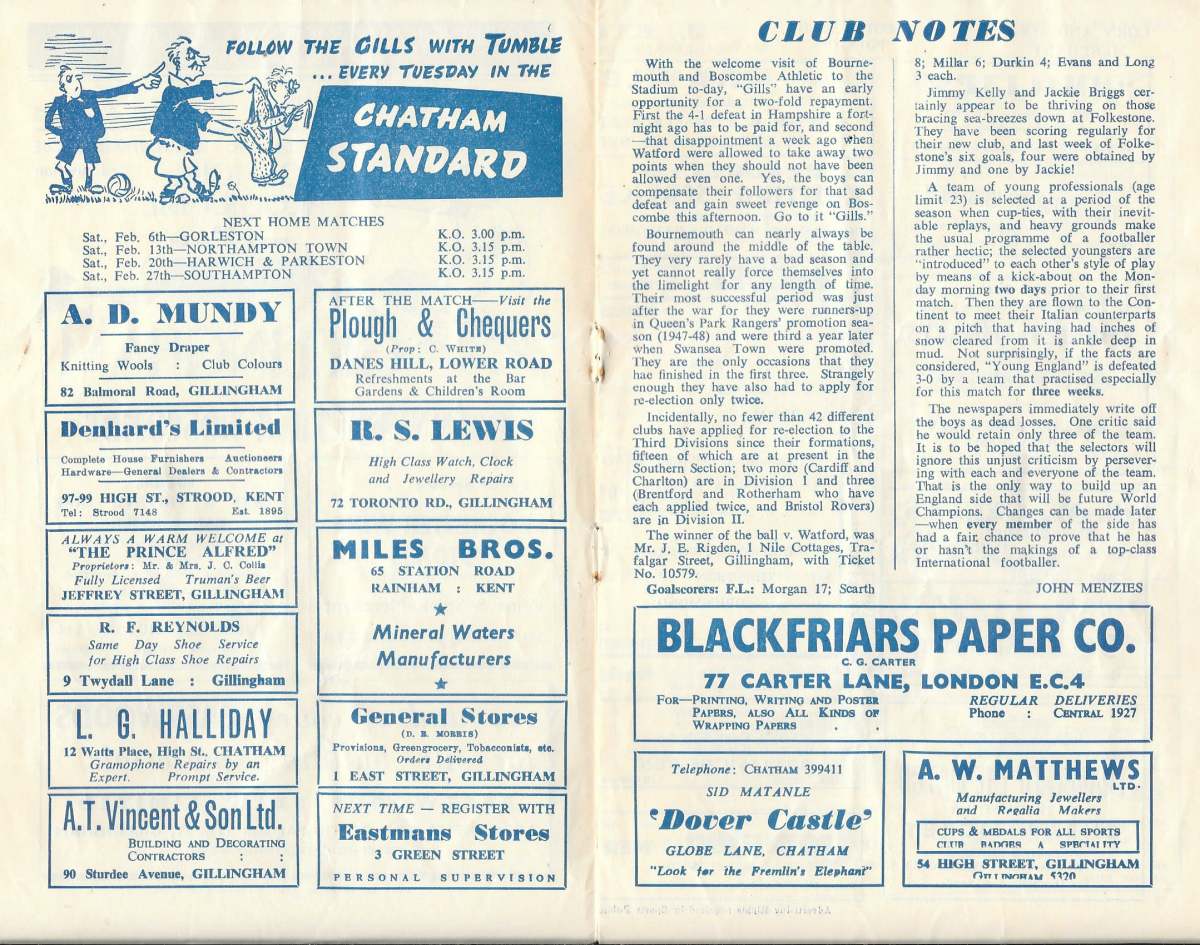 FOLLOW THE GILLS WITH TUMBLE
... EVERY TUESDAY IN THE
CHATHAM
STANDARD
NEXT HOME MATCHES
Sat., Feb. 6th—GORLESTON K.O. 3.00 p.m.
Sat., Feb. 13th—NORTHAMPTON TOWN K.O. 3.15 p.m.
Sat., Feb. 20th—HARWICH & PARKESTON K.O. 3.15 p.m.
Sat., Feb. 27th—SOUTHAMPTON K.O. 3.15 p.m.
A. D. MUNDY
Fancy Draper
Knitting Wools : Club Colours
82 Balmoral Road, GILLINGHAM
Denhard's Limited
Complete House Furnishers Auctioneers
Hardware—General Dealers & Contractors
97-99 HIGH ST., STROOD, KENT
Tel: Strood 7148 Est. 1895
ALWAYS A WARM WELCOME at
"THE PRINCE ALFRED"
Proprietors: Mr. & Mrs. J. C. Collis
Fully Licensed Truman's Beer
JEFFREY STREET, GILLINGHAM
R. F. REYNOLDS
Same Day Shoe Service
for High Class Shoe Repairs
9 Twydall Lane : Gillingham
L. G. HALLIDAY
12 Watts Place, High St., CHATHAM
Gramophone Repairs by an
Expert. Prompt Service.
A.T. Vincent & Son Ltd.
BUILDING AND DECORATING
CONTRACTORS : :
90 Sturdee Avenue, GILLINGHAM
AFTER THE MATCH—Visit the
Plough & Chequers
(Prop: C. WHITE)
DANES HILL, LOWER ROAD
Refreshments at the Bar
Gardens & Children's Room
R. S. LEWIS
High Class Watch, Clock
and Jewellery Repairs
72 TORONTO RD., GILLINGHAM
MILES BROS.
65 STATION ROAD
RAINHAM : KENT
Mineral Waters
Manufacturers
General Stores
(D. B. MORRIS)
Provisions, Greengrocery, Tobacconists, etc.
Orders Delivered
1 EAST STREET, GILLINGHAM
NEXT TIME — REGISTER WITH
Eastmans Stores
3 GREEN STREET
PERSONAL SUPERVISION
CLUB NOTES
With the welcome visit of Bourne-
mouth and Boscombe Athletic to the
Stadium to-day, "Gills" have an early
opportunity for a two-fold repayment.
First the 4-1 defeat in Hampshire a fort-
night ago has to be paid for, and second
—that disappointment a week ago when
Watford were allowed to take away two
points when they should not have been
allowed even one. Yes, the boys can
compensate their followers for that sad
defeat and gain sweet revenge on Bos-
combe this afternoon. Go to it "Gills."
Bournemouth can nearly always be
found around the middle of the table.
They very rarely have a bad season and
yet cannot really force themselves into
the limelight for any length of time.
Their most successful period was just
after the war for they were runners-up
in Queen's Park Rangers' promotion sea-
son (1947-48) and were third a year later
when Swansea Town were promoted.
They are the only occasions that they
hae finished in the first three. Strangely
enough they have also had to apply for
re-election only twice.
Incidentally, no fewer than 42 different
clubs have applied for re-election to the
Third Divisions since their formations,
fifteen of which are at present in the
Southern Section; two more (Cardiff and
Charlton) are in Division I and three
(Brentford and Rotherham who have
each applied twice, and Bristol Rovers)
are in Division II.
The winner of the ball v. Watford, was
Mr. J. E. Rigden, 1 Nile Cottages, Tra-
falgar Street, Gillingham, with Ticket
No. 10579.
Goalscorers: F.L.: Morgan 17; Scarth
8; Millar 6; Durkin 4; Evans and Long
3 each.
Jimmy Kelly and Jackie Briggs cer-
tainly appear to be thriving on those
bracing sea-breezes down at Folkestone.
They have been scoring regularly for
their new club, and last week of Folke-
stone's six goals, four were obtained by
Jimmy and one by Jackie!
A team of young professionals (age
limit 23) is selected at a period of the
season when cup-ties, with their inevit-
able replays, and heavy grounds make
the usual programme of a footballer
rather hectic; the selected youngsters are
"introduced" to each other's style of play
by means of a kick-about on the Mon-
day morning two days prior to their first
match. Then they are flown to the Con-
tinent to meet their Italian counterparts
on a pitch that having had inches of
snow cleared from it is ankle deep in
mud. Not surprisingly, if the facts are
considered, "Young England" is defeated
3-0 by a team that practised especially
for this match for three weeks.
The newspapers immediately write off
the boys as dead losses. One critic said
he would retain only three of the team.
It is to be hoped that the selectors will
ignore this unjust criticism by persever-
ing with each and everyone of the team.
That is the only way to build up an
England side that will be future World
Champions. Changes can be made later
—when every member of the side has
had a fair chance to prove that he has
or hasn't the makings of a top-class
International footballer.
JOHN MENZIES
BLACKFRIARS PAPER CO.
C. G. CARTER
77 CARTER LANE, LONDON E.C.4
FOR—PRINTING, WRITING AND POSTER
PAPERS, ALSO ALL KINDS OF
WRAPPING PAPERS . .
REGULAR DELIVERIES
Phone : CENTRAL 1927
Telephone: CHATHAM 399411
SID MATANLE
'Dover Castle'
GLOBE LANE, CHATHAM
"Look for the Fremlin's Elephant"
A. W. MATTHEWS
LTD.
Manufacturing Jewellers
and Regalia Makers
CUPS & MEDALS FOR ALL SPORTS
CLUB BADGES A SPECIALITY
54 HIGH STREET, GILLINGHAM
GILLINGHAM 5320